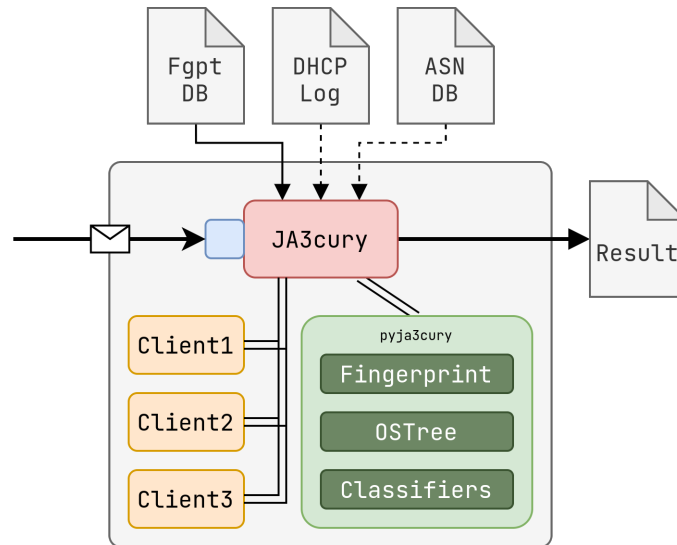 Fgpt
DB
DHCP
Log
ASN
DB
JA3cury
Result
Client1
Client2
Client3
pyja3cury
Fingerprint
OSTree
Classifiers